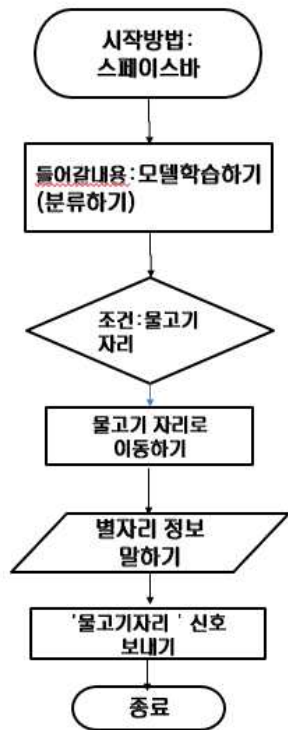 시작방법:
스페이스바
들어갈내용:모델학습하기
(분류하기)
조건:물고기
자리
물고기 자리로
이동하기
별자리 정보
말하기
'물고기자리 ' 신호
보내기
종료